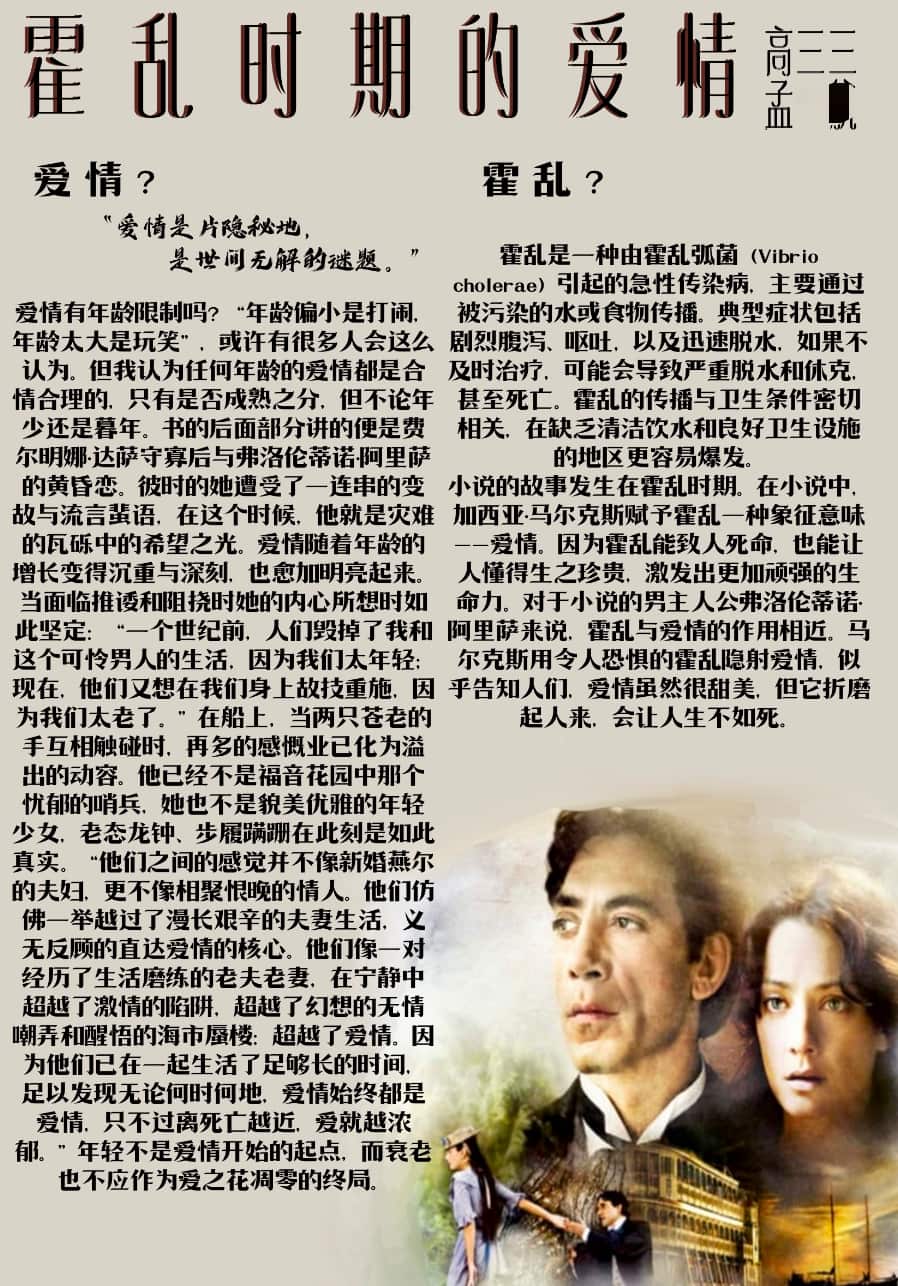 霍乱时期的爱情
高一三
子
血
爱情?
“爱情是片隐秘地，
是世间无解的谜题。”
爱情有年龄限制吗?“年龄偏小是打闹，
年龄太大是玩笑”，或许有很多人会这么
认为。但我认为任何年龄的爱情都是合
情合理的，只有是否成熟之分，但不论年
少还是暮年。书的后面部分讲的便是费
尔明娜·达萨守寡后与弗洛伦蒂诺·阿里萨
的黄昏恋。彼时的她遭受了一连串的变
故与流言蜚语，在这个时候，他就是灾难
的瓦砾中的希望之光。爱情随着年龄的
增长变得沉重与深刻，也愈加明亮起来。
当面临推诿和阻挠时她的内心所想时如
此坚定：“一个世纪前，人们毁掉了我和
这个可怜男人的生活，因为我们太年轻；
现在，他们又想在我们身上故技重施，因
为我们太老了。”在船上，当两只苍老的
手互相触碰时，再多的感慨业已化为溢
出的动容。他已经不是福音花园中那个
忧郁的哨兵，她也不是貌美优雅的年轻
少女，老态龙钟、步履蹒跚在此刻是如此
真实。“他们之间的感觉并不像新婚燕尔
的夫妇，更不像相聚恨晚的情人。他们仿
佛一举越过了漫长艰辛的夫妻生活，义
无反顾的直达爱情的核心。他们像一对
经历了生活磨练的老夫老妻，在宁静中
超越了激情的陷阱，超越了幻想的无情
嘲弄和醒悟的海市蜃楼；超越了爱情。因
为他们已在一起生活了足够长的时间，
足以发现无论何时何地，爱情始终都是
爱情，只不过离死亡越近，爱就越浓
郁。”年轻不是爱情开始的起点，而衰老
也不应作为爱之花凋零的终局。
霍乱?
霍乱是一种由霍乱弧菌（Vibrio
cholerae）引起的急性传染病，主要通过
被污染的水或食物传播。典型症状包括
剧烈腹泻、呕吐，以及迅速脱水，如果不
及时治疗，可能会导致严重脱水和休克，
甚至死亡。霍乱的传播与卫生条件密切
相关，在缺乏清洁饮水和良好卫生设施
的地区更容易爆发。
小说的故事发生在霍乱时期。在小说中，
加西亚·马尔克斯赋予霍乱一种象征意味
——爱情。因为霍乱能致人死命，也能让
人懂得生之珍贵，激发出更加顽强的生
命力。对于小说的男主人公弗洛伦蒂诺·
阿里萨来说，霍乱与爱情的作用相近。马
尔克斯用令人恐惧的霍乱隐射爱情，似
乎告知人们，爱情虽然很甜美，但它折磨
起人来，会让人生不如死。